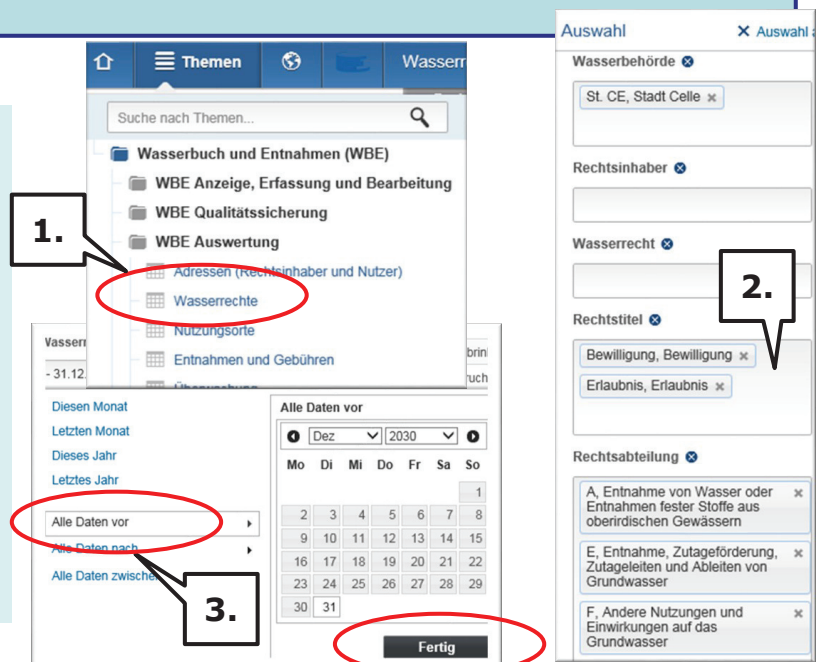 Themen
Wasserr
Suche nach Themen...
Wasserbuch und Entnahmen (WBE)
WBE Anzeige, Erfassung und Bearbeitung
WBE Qualitätssicherung
WBE Auswertung
1.
Adressen (Rechtsinhaber und Nutzer)
Wasserrechte
Nutzungsorte
Entnahmen und Gebühren
- 31.12.
Diesen Monat
Letzten Monat
Dieses Jahr
Letztes Jahr
Alle Daten vor
Alle Daten nach
Alle Daten zwischen
3.
Alle Daten vor
Dez 2030
Mo Di Mi Do Fr Sa So
1
2 3 4 5 6 7 8
9 10 11 12 13 14 15
16 17 18 19 20 21 22
23 24 25 26 27 28 29
30 31
Fertig
Auswahl
Auswahl
Wasserbehörde
St. CE, Stadt Celle
Rechtsinhaber
Wasserrecht
2.
Rechtstitel
Bewilligung, Bewilligung
Erlaubnis, Erlaubnis
Rechtsabteilung
A, Entnahme von Wasser oder
Entnahmen fester Stoffe aus
oberirdischen Gewässern
E, Entnahme, Zutageförderung,
Zutageleiten und Ableiten von
Grundwasser
F, Andere Nutzungen und
Einwirkungen auf das
Grundwasser